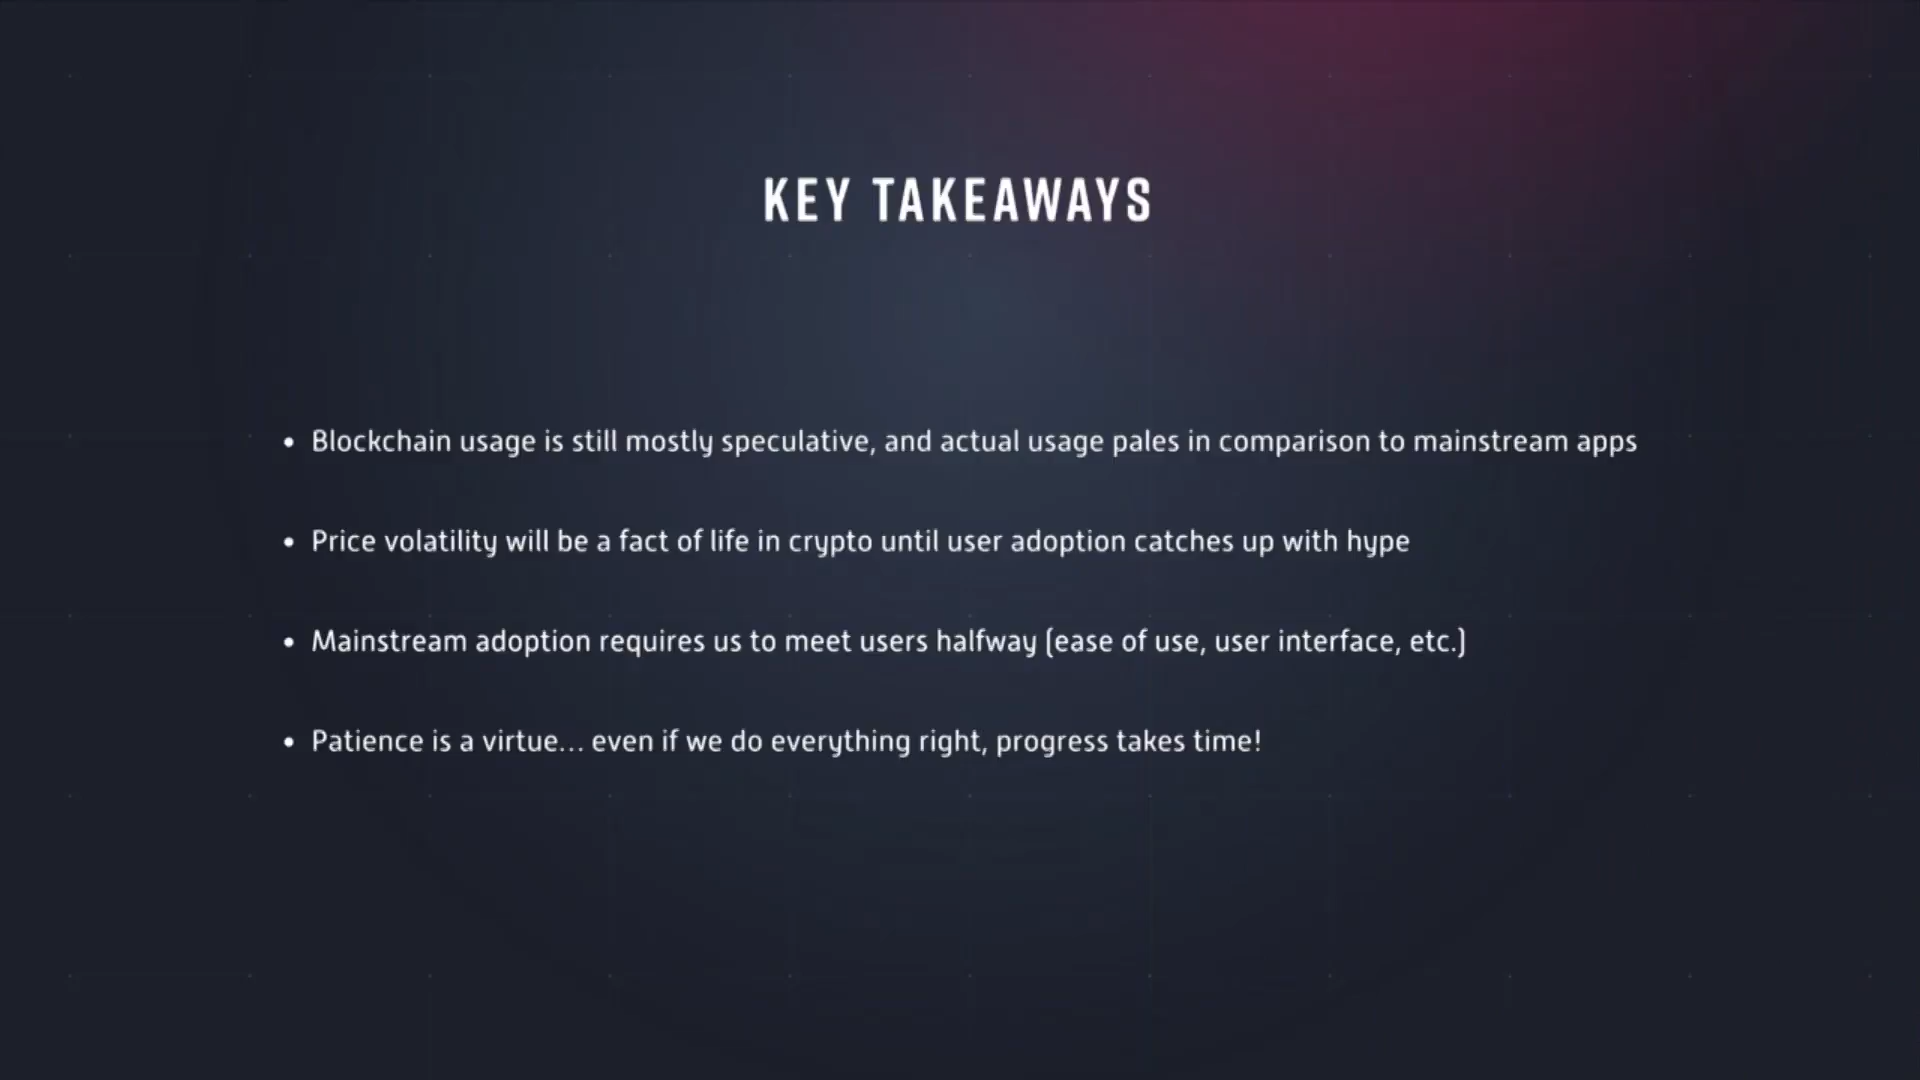 KEY TAKEAWAYS
• Blockchain usage is still mostly speculative, and actual usage pales in comparison to mainstream apps
• Price volatility will be a fact of life in crypto until user adoption catches up with hype
• Mainstream adoption requires us to meet users halfway (ease of use, user interface, etc.)
• Patience is a virtue... even if we do everything right, progress takes time!